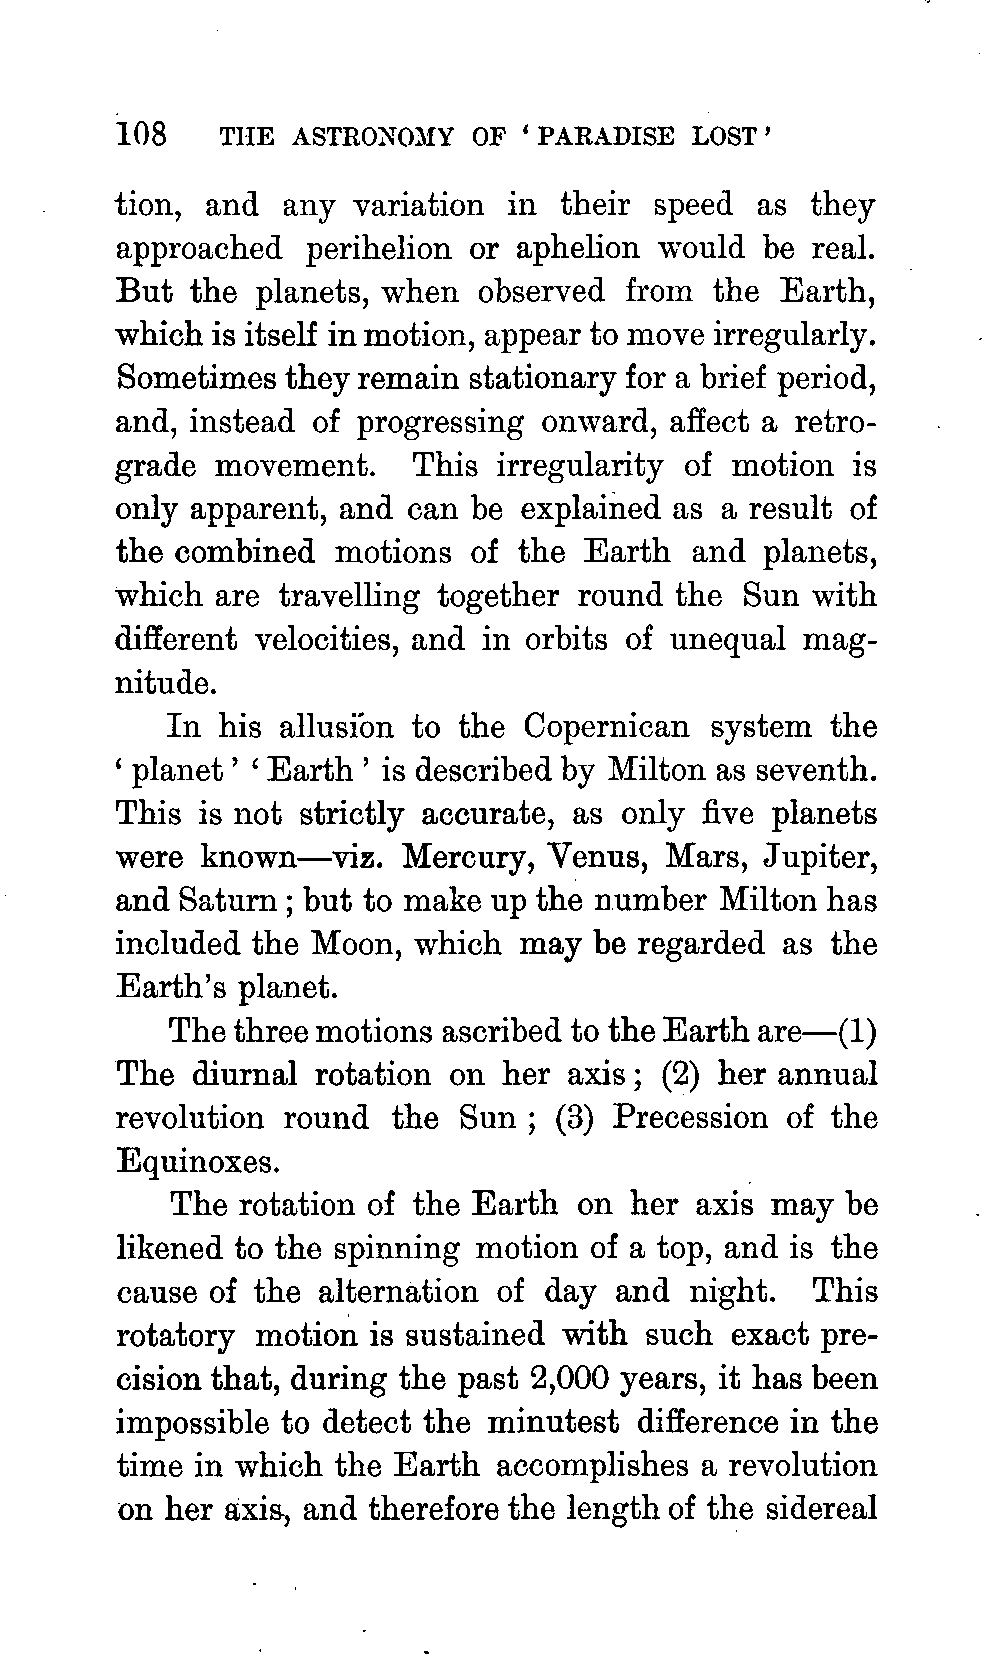 108 THE ASTRONOMY OF ‘ PARADISE LOST ’
tion, and any variation in their speed as they
approached perihelion or aphelion would be real.
But the planets, when observed from the Earth,
which is itself in motion, appear to move irregularly.
Sometimes they remain stationary for a brief period,
and, instead of progressing onward, affect a retro-
grade movement. This irregularity of motion is
only apparent, and can be explained as a result of
the combined motions of the Earth and planets,
which are travelling together round the Sun with
different velocities, and in orbits of unequal mag-
nitude.
In his allusion to the Copernican system the
‘ planet ’ ‘ Earth ’ is described by Milton as seventh.
This is not strictly accurate, as only five planets
were known—viz. Mercury, Venus, Mars, Jupiter,
and Saturn ; but to make up the number Milton has
included the Moon, which may be regarded as the
Earth’s planet.
The three motions ascribed to the Earth are—(1)
The diurnal rotation on her axis ; (2) her annual
revolution round the Sun ; (3) Precession of the
Equinoxes.
The rotation of the Earth on her axis may be
likened to the spinning motion of a top, and is the
cause of the alternation of day and night. This
rotatory motion is sustained with such exact pre-
cision that, during the past 2,000 years, it has been
impossible to detect the minutest difference in the
time in which the Earth accomplishes a revolution
on her axis, and therefore the length of the sidereal